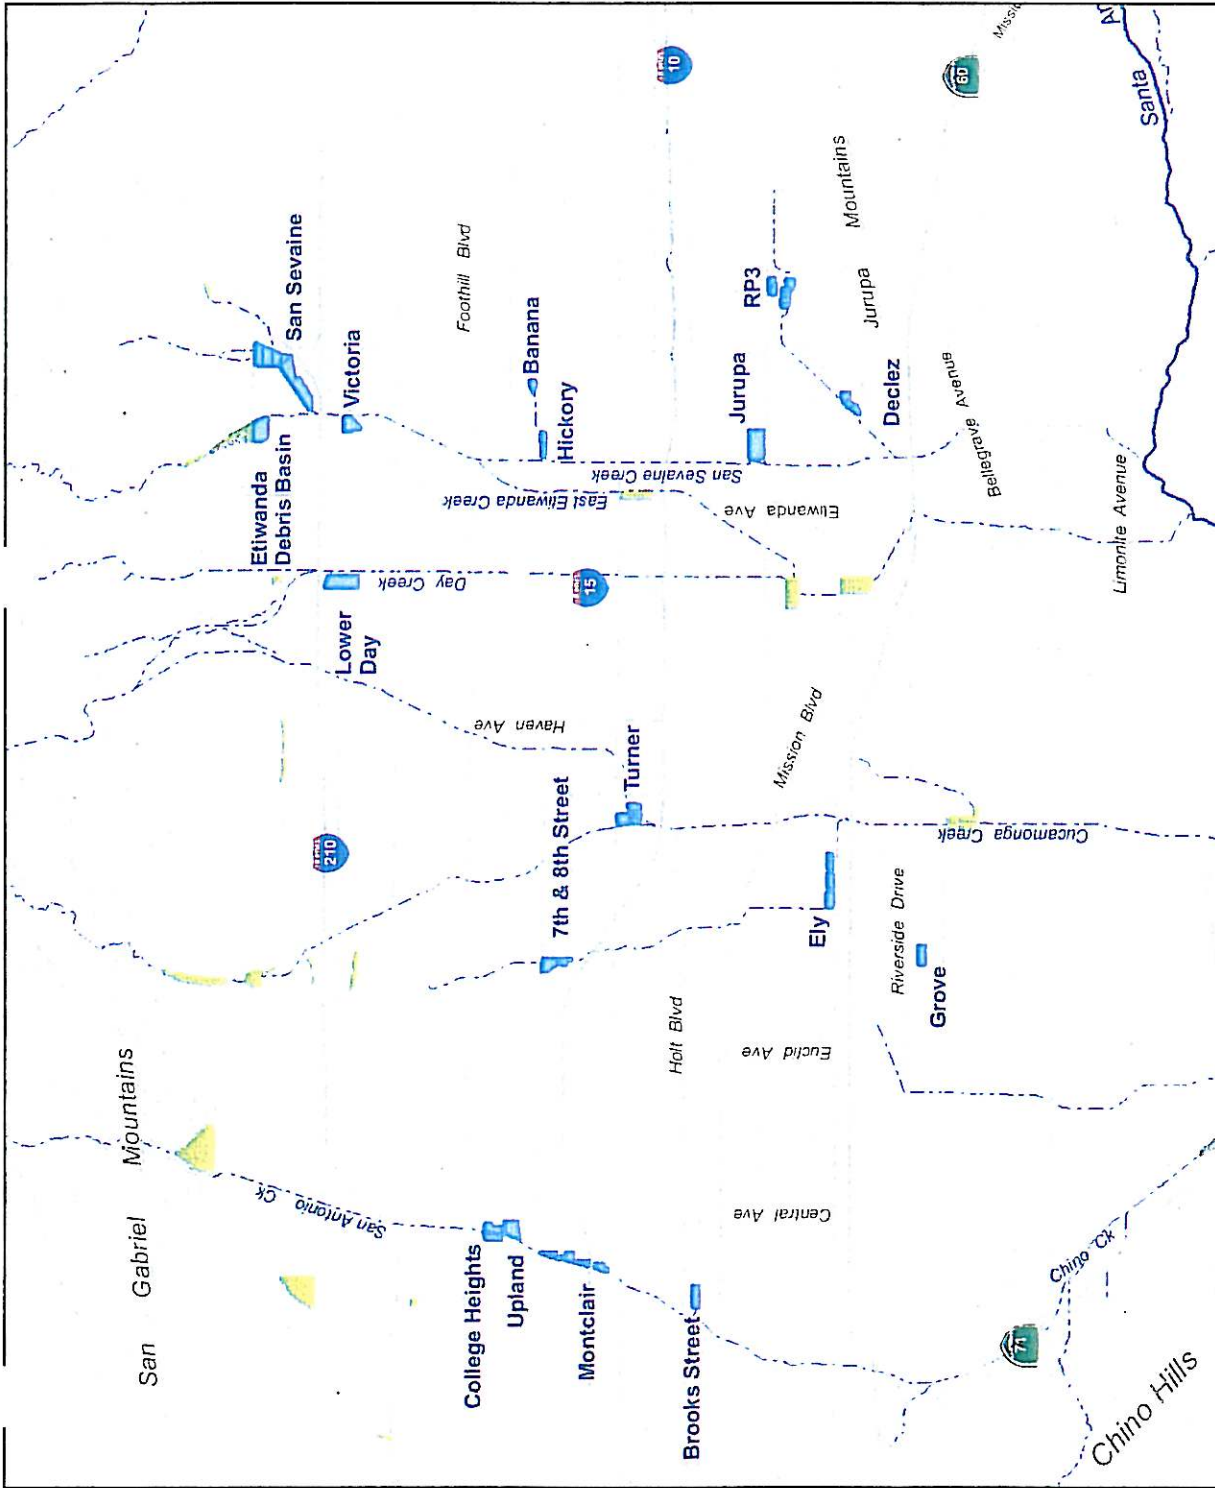 San
Gabriel
Mountains
San Antonio
Ck
College Heights
Upland
Montclair
Brooks Street
Central Ave
Chino Ck
71
Chino Hills
Holt Blvd
Euclid Ave
7th & 8th Street
Ely
Riverside Drive
Grove
210
Turner
Haven Ave
Mission Blvd
Cucamonga
Creek
Lower
Day
Day Creek
15
Etiwanda
Debris Basin
East Etiwanda Creek
Etiwanda Ave
San Sevaine Creek
San Sevaine
Victoria
Foothill Blvd
Banana
Hickory
10
Jurupa
RP3
Declez
Jurupa
Mountains
Bellegrave Avenue
Limonite Avenue
60
Santa